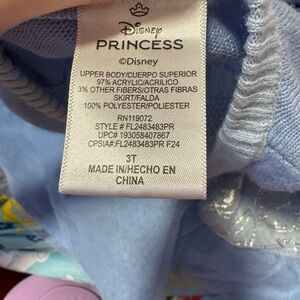 Disney
PRINCESS
©Disney
UPPER BODY/CUERPO SUPERIOR
97% ACRYLIC/ACRÍLICO
3% OTHER FIBERS/OTRAS FIBRAS
SKIRT/FALDA
100% POLYESTER/POLIESTER
RN119072
STYLE # FL2483483PR
UPC# 193058407867
CPSIA#:FL2483483PR F24
3T
MADE IN/HECHO EN
CHINA